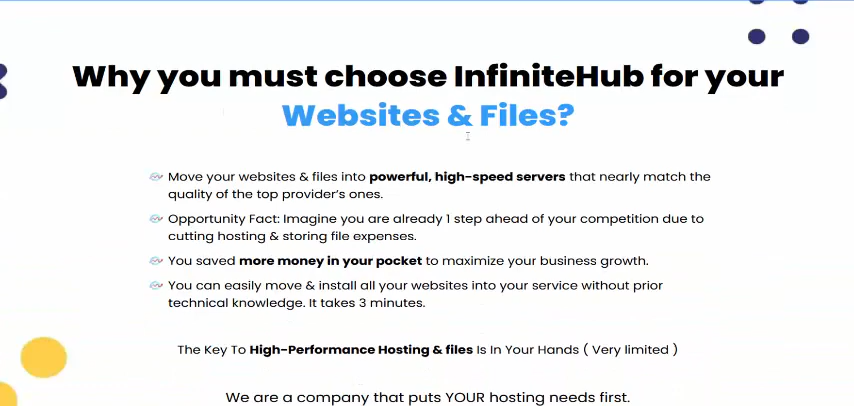 Why you must choose InfiniteHub for your
Websites & Files?
Move your websites & files into powerful, high-speed servers that nearly match the
quality of the top provider's ones.
Opportunity Fact: Imagine you are already 1 step ahead of your competition due to
cutting hosting & storing file expenses.
You saved more money in your pocket to maximize your business growth.
You can easily move & install all your websites into your service without prior
technical knowledge. It takes 3 minutes.
The Key To High-Performance Hosting & files Is In Your Hands ( Very limited )
We are a company that puts YOUR hosting needs first.